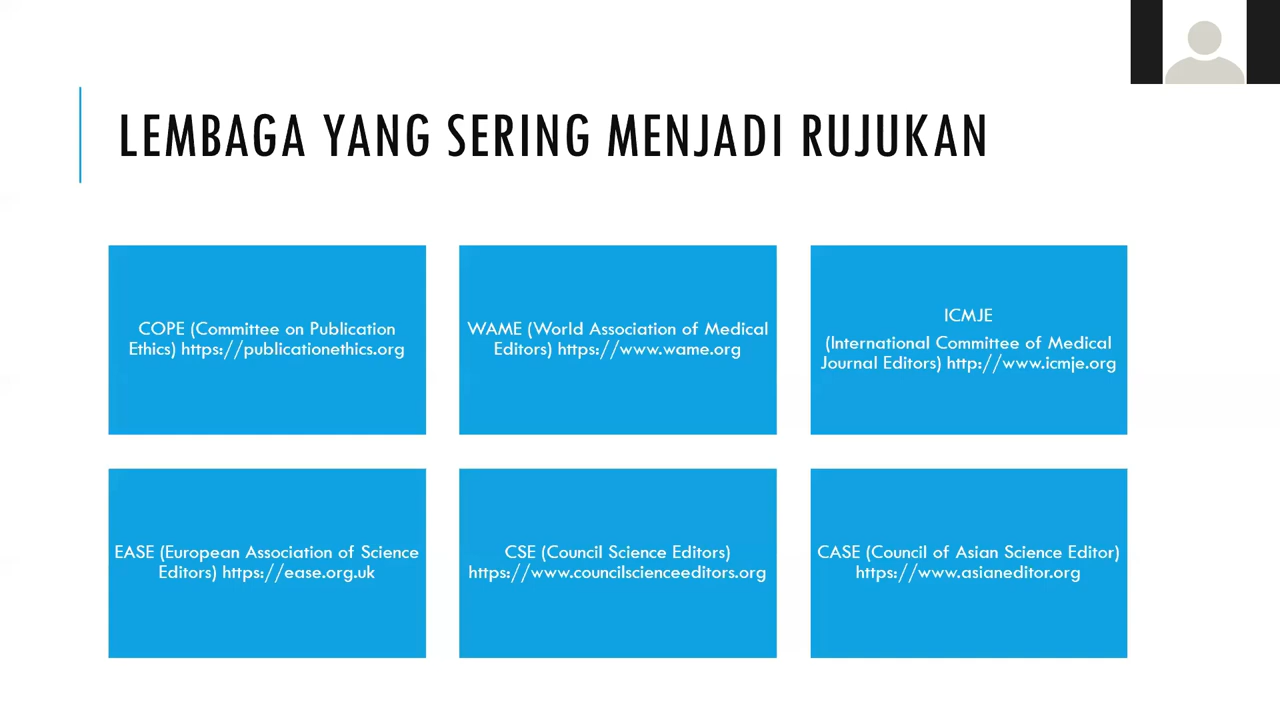 LEMBAGA YANG SERING MENJADI RUJUKAN
COPE (Committee on Publication
Ethics) https://publicationethics.org
WAME (World Association of Medical
Editors) https://www.wame.org
ICMJE
(International Committee of Medical
Journal Editors) http://www.icmje.org
EASE (European Association of Science
Editors) https://ease.org.uk
CSE (Council Science Editors)
https://www.councilscienceeditors.org
CASE (Council of Asian Science Editor)
https://www.asianeditor.org